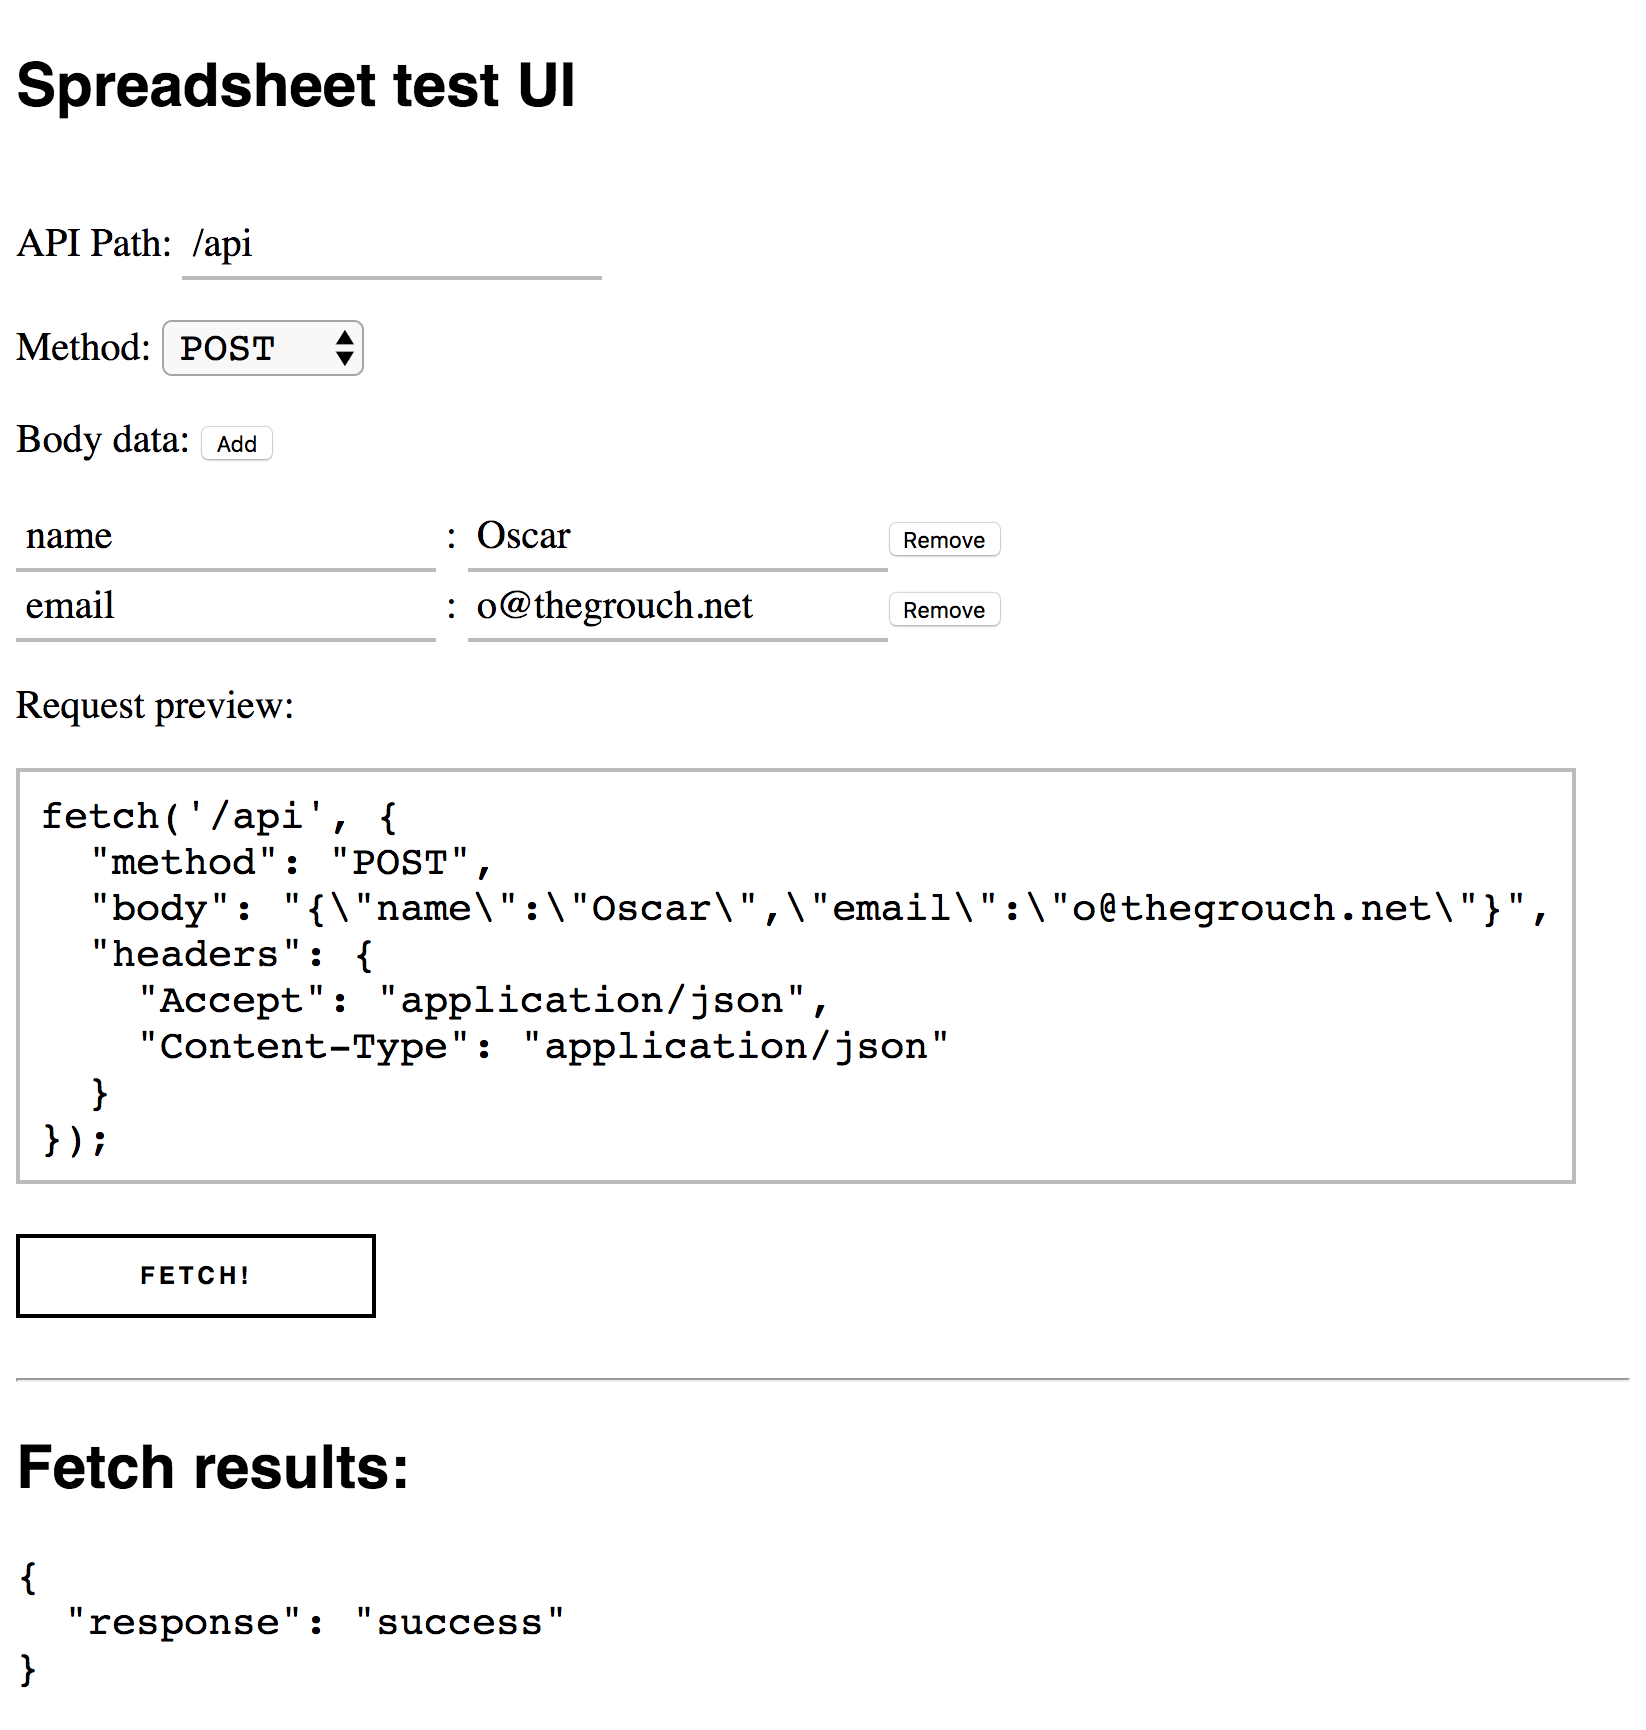 Spreadsheet test UI
API Path: /api
Method: POST
Body data: Add
name : Oscar Remove
email : o@thegrouch.net Remove
Request preview:
fetch('/api', {
  "method": "POST",
  "body": "{\"name\":\"Oscar\",\"email\":\"o@thegrouch.net\"}",
  "headers": {
    "Accept": "application/json",
    "Content-Type": "application/json"
  }
});
FETCH!
Fetch results:
{
  "response": "success"
}